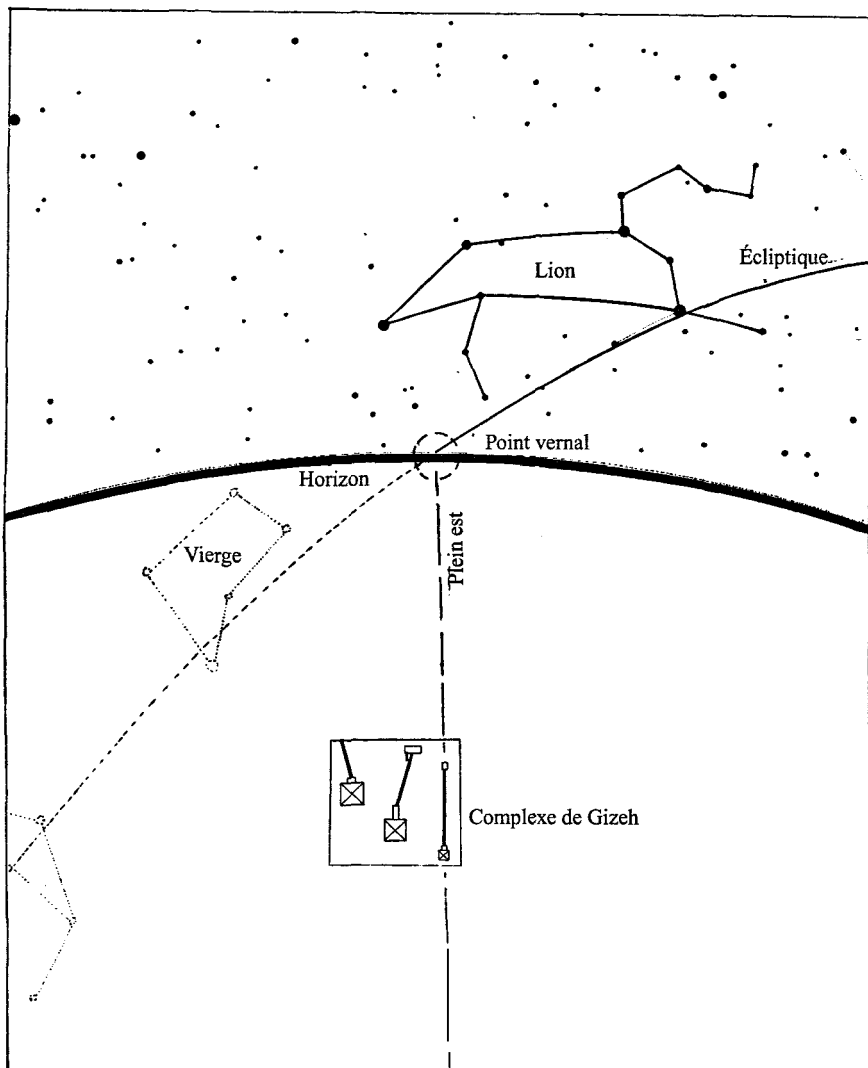 Écliptique
Lion
Point vernal
Horizon
Plein est
Vierge
Complexe de Gizeh